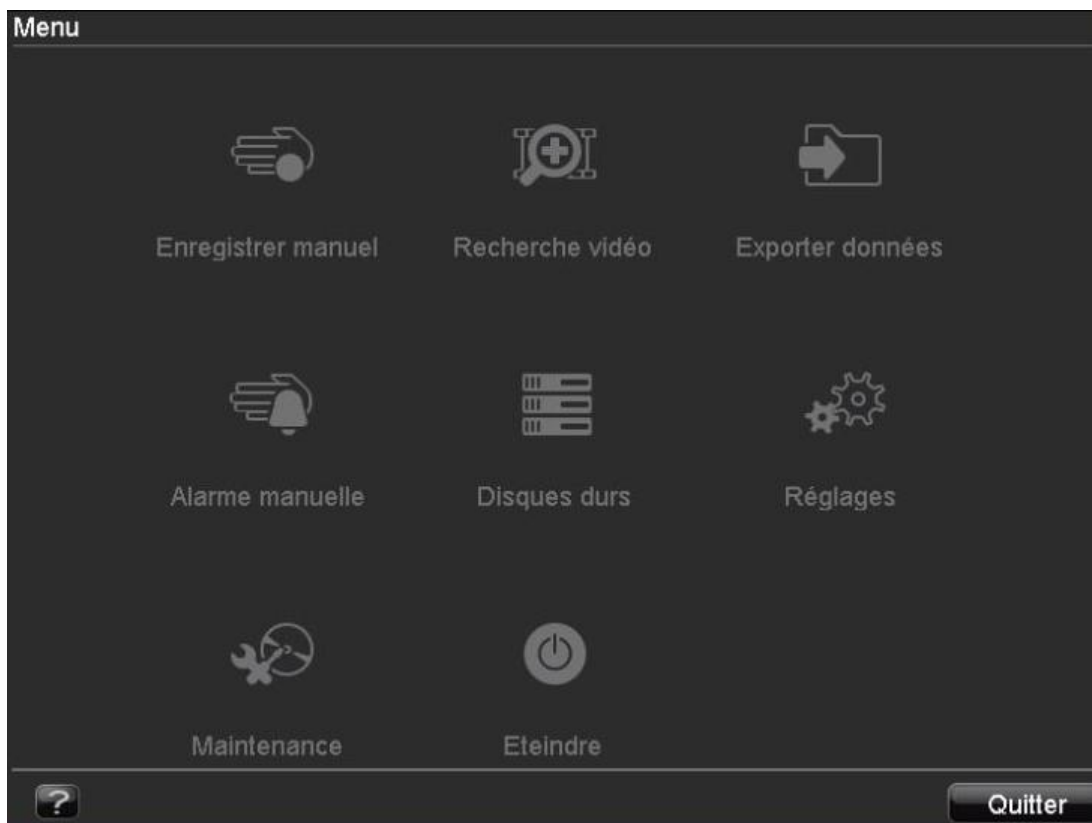 Menu
Enregistrer manuel
Recherche vidéo
Exporter données
Alarme manuelle
Disques durs
Réglages
Maintenance
Eteindre
?
Quitter